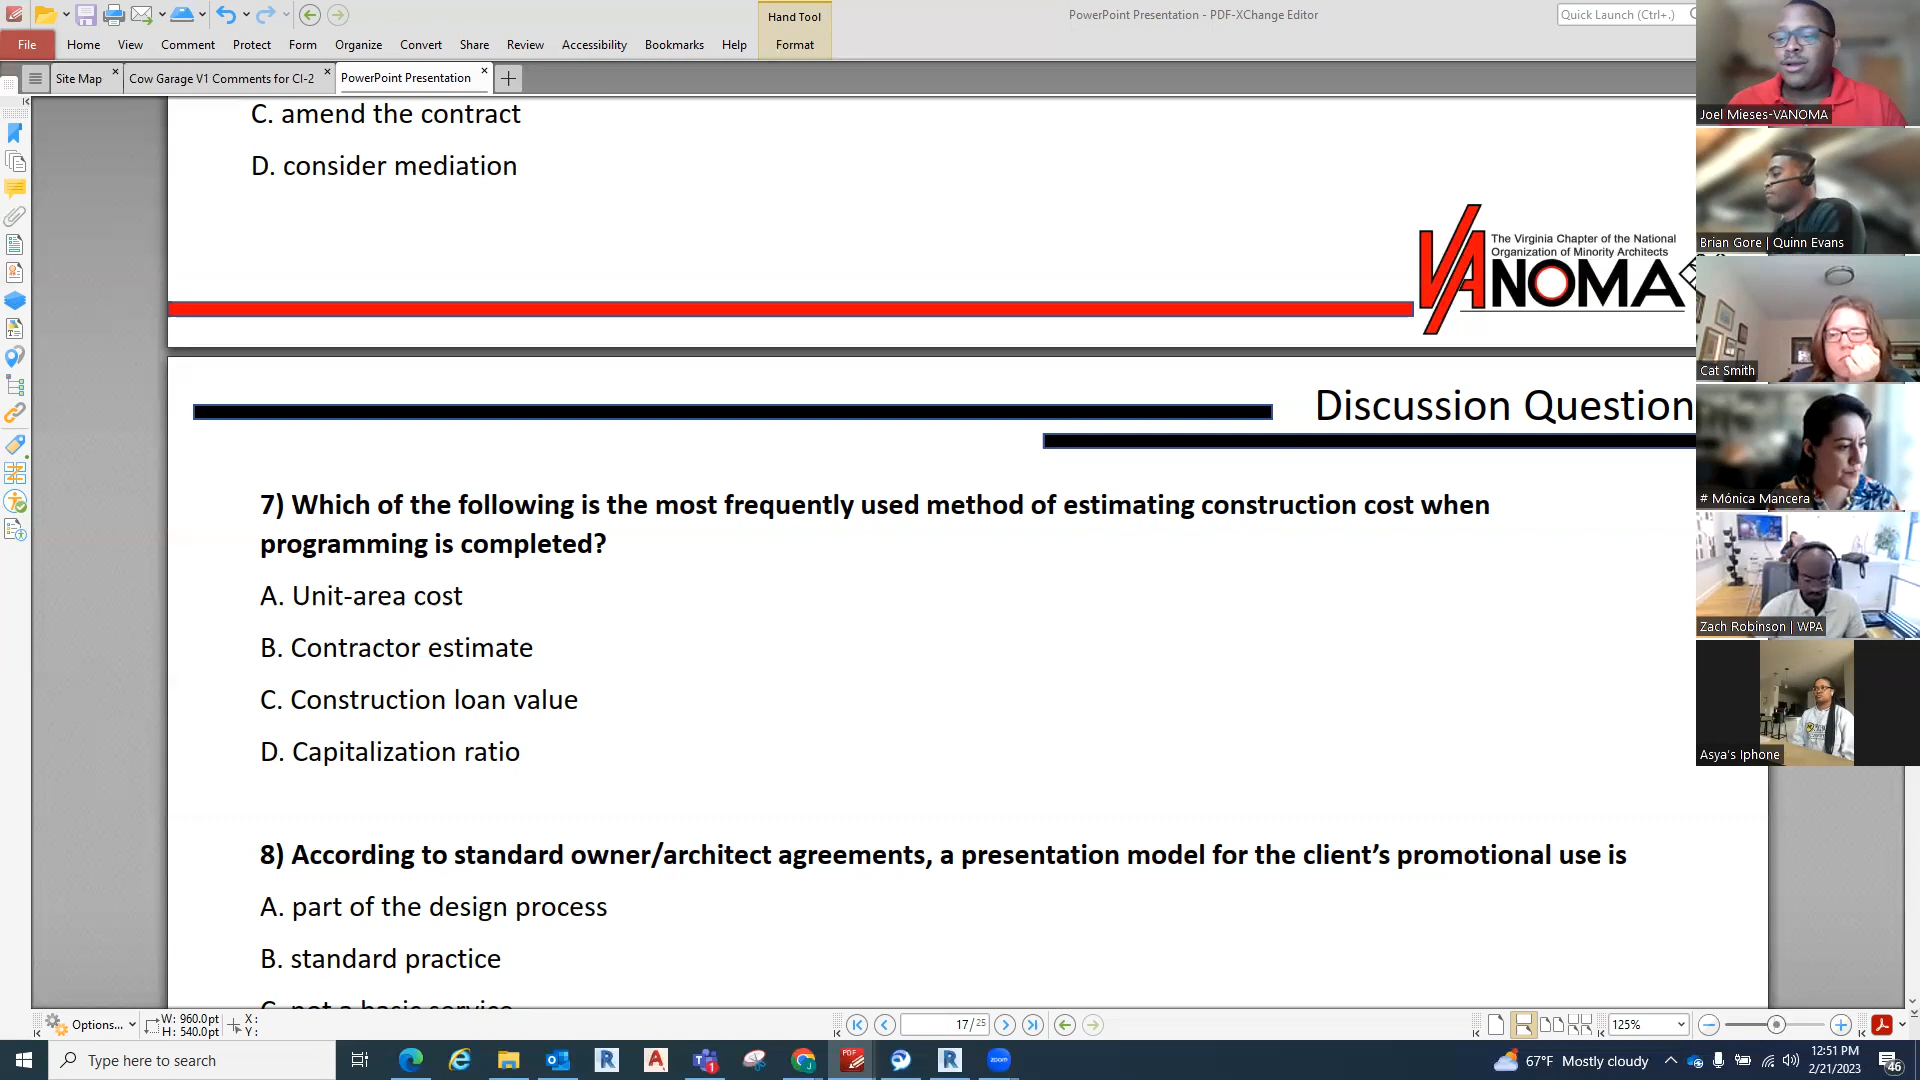 Hand Tool
PowerPoint Presentation - PDF-XChange Editor
Quick Launch (Ctrl+.)
File
Home
View
Comment
Protect
Form
Organize
Convert
Share
Review
Accessibility
Bookmarks
Help
Format
Site Map
Cow Garage V1 Comments for CI-2
PowerPoint Presentation
C. amend the contract
D. consider mediation
The Virginia Chapter of the National
Organization of Minority Architects
VANOMA
Discussion Question
7) Which of the following is the most frequently used method of estimating construction cost when
programming is completed?
A. Unit-area cost
B. Contractor estimate
C. Construction loan value
D. Capitalization ratio
8) According to standard owner/architect agreements, a presentation model for the client's promotional use is
A. part of the design process
B. standard practice
C. not a basic service
Joel Mieses-VANOMA
Brian Gore | Quinn Evans
Cat Smith
# Mónica Mancera
Zach Robinson | WPA
Asya's Iphone
Options...
W: 960.0pt
H: 540.0pt
X:
Y:
17/25
125%
Type here to search
PDF
zoom
67°F Mostly cloudy
12:51 PM
2/21/2023
46